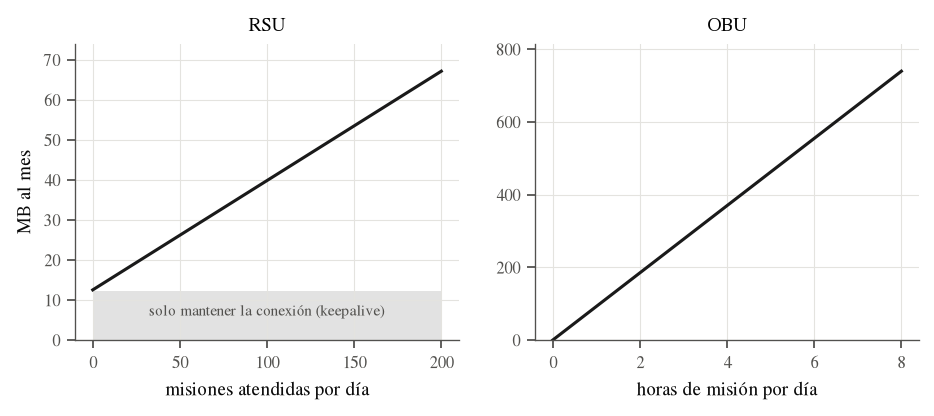 RSU
MB al mes
70
60
50
40
30
20
10
0
solo mantener la conexión (keepalive)
0 50 100 150 200
misiones atendidas por día
OBU
800
600
400
200
0
0 2 4 6 8
horas de misión por día